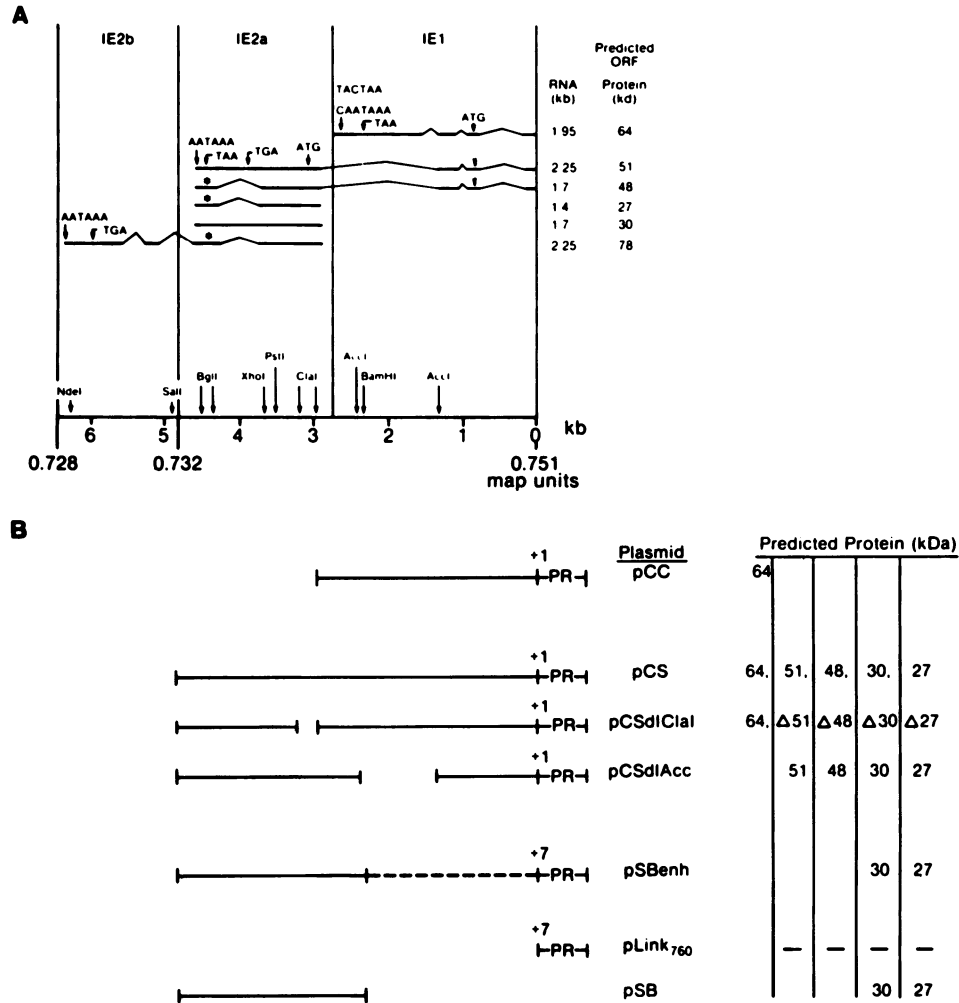 A
IE2b IE2a IE1
Predicted
ORF
RNA Protein
(kb) (kd)
TACTAA
CAATAAA
TAA ATG
1 95 64
AATAAA
TAA TGA ATG
2 25 51
* 1 7 48
* 1 4 27
1 7 30
AATAAA
TGA * 2 25 78
NdeI SalI BglI XhoI PstI ClaI AccI BamHI AccI
6 5 4 3 2 1 0 kb
0.728 0.732 0.751
map units
B
Plasmid Predicted Protein (kDa)
+1
PR pCC 64
+1
PR pCS 64, 51, 48, 30, 27
+1
PR pCSdlClaI 64, Δ51 Δ48 Δ30 Δ27
+1
PR pCSdlAcc 51 48 30 27
+7
PR pSBenh 30 27
+7
PR pLink760 — — — —
pSB 30 27